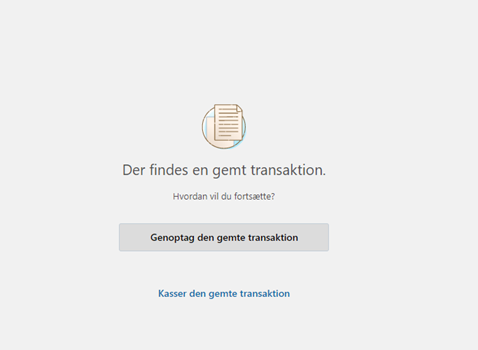 Der findes en gemt transaktion.
Hvordan vil du fortsætte?
Genoptag den gemte transaktion
Kasser den gemte transaktion